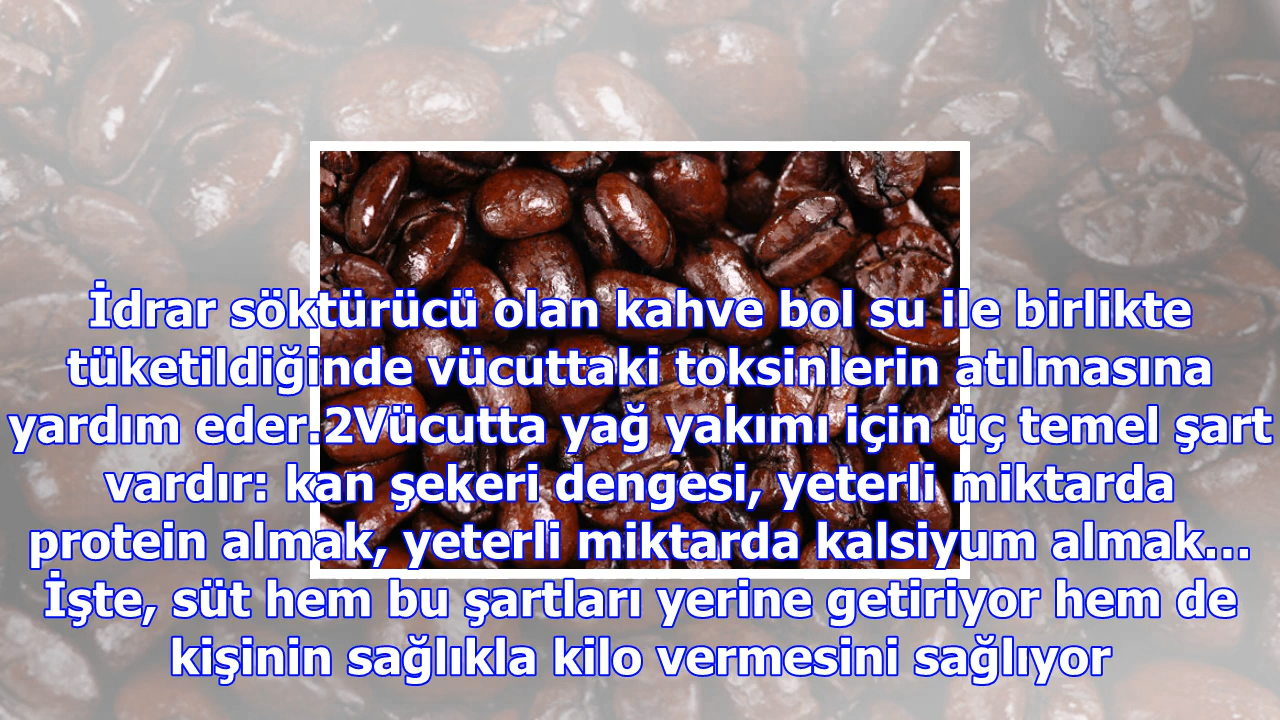 İdrar söktürücü olan kahve bol su ile birlikte
tüketildiğinde vücuttaki toksinlerin atılmasına
yardım eder.2Vücutta yağ yakımı için üç temel şart
vardır: kan şekeri dengesi, yeterli miktarda
protein almak, yeterli miktarda kalsiyum almak...
İşte, süt hem bu şartları yerine getiriyor hem de
kişinin sağlıkla kilo vermesini sağlıyor